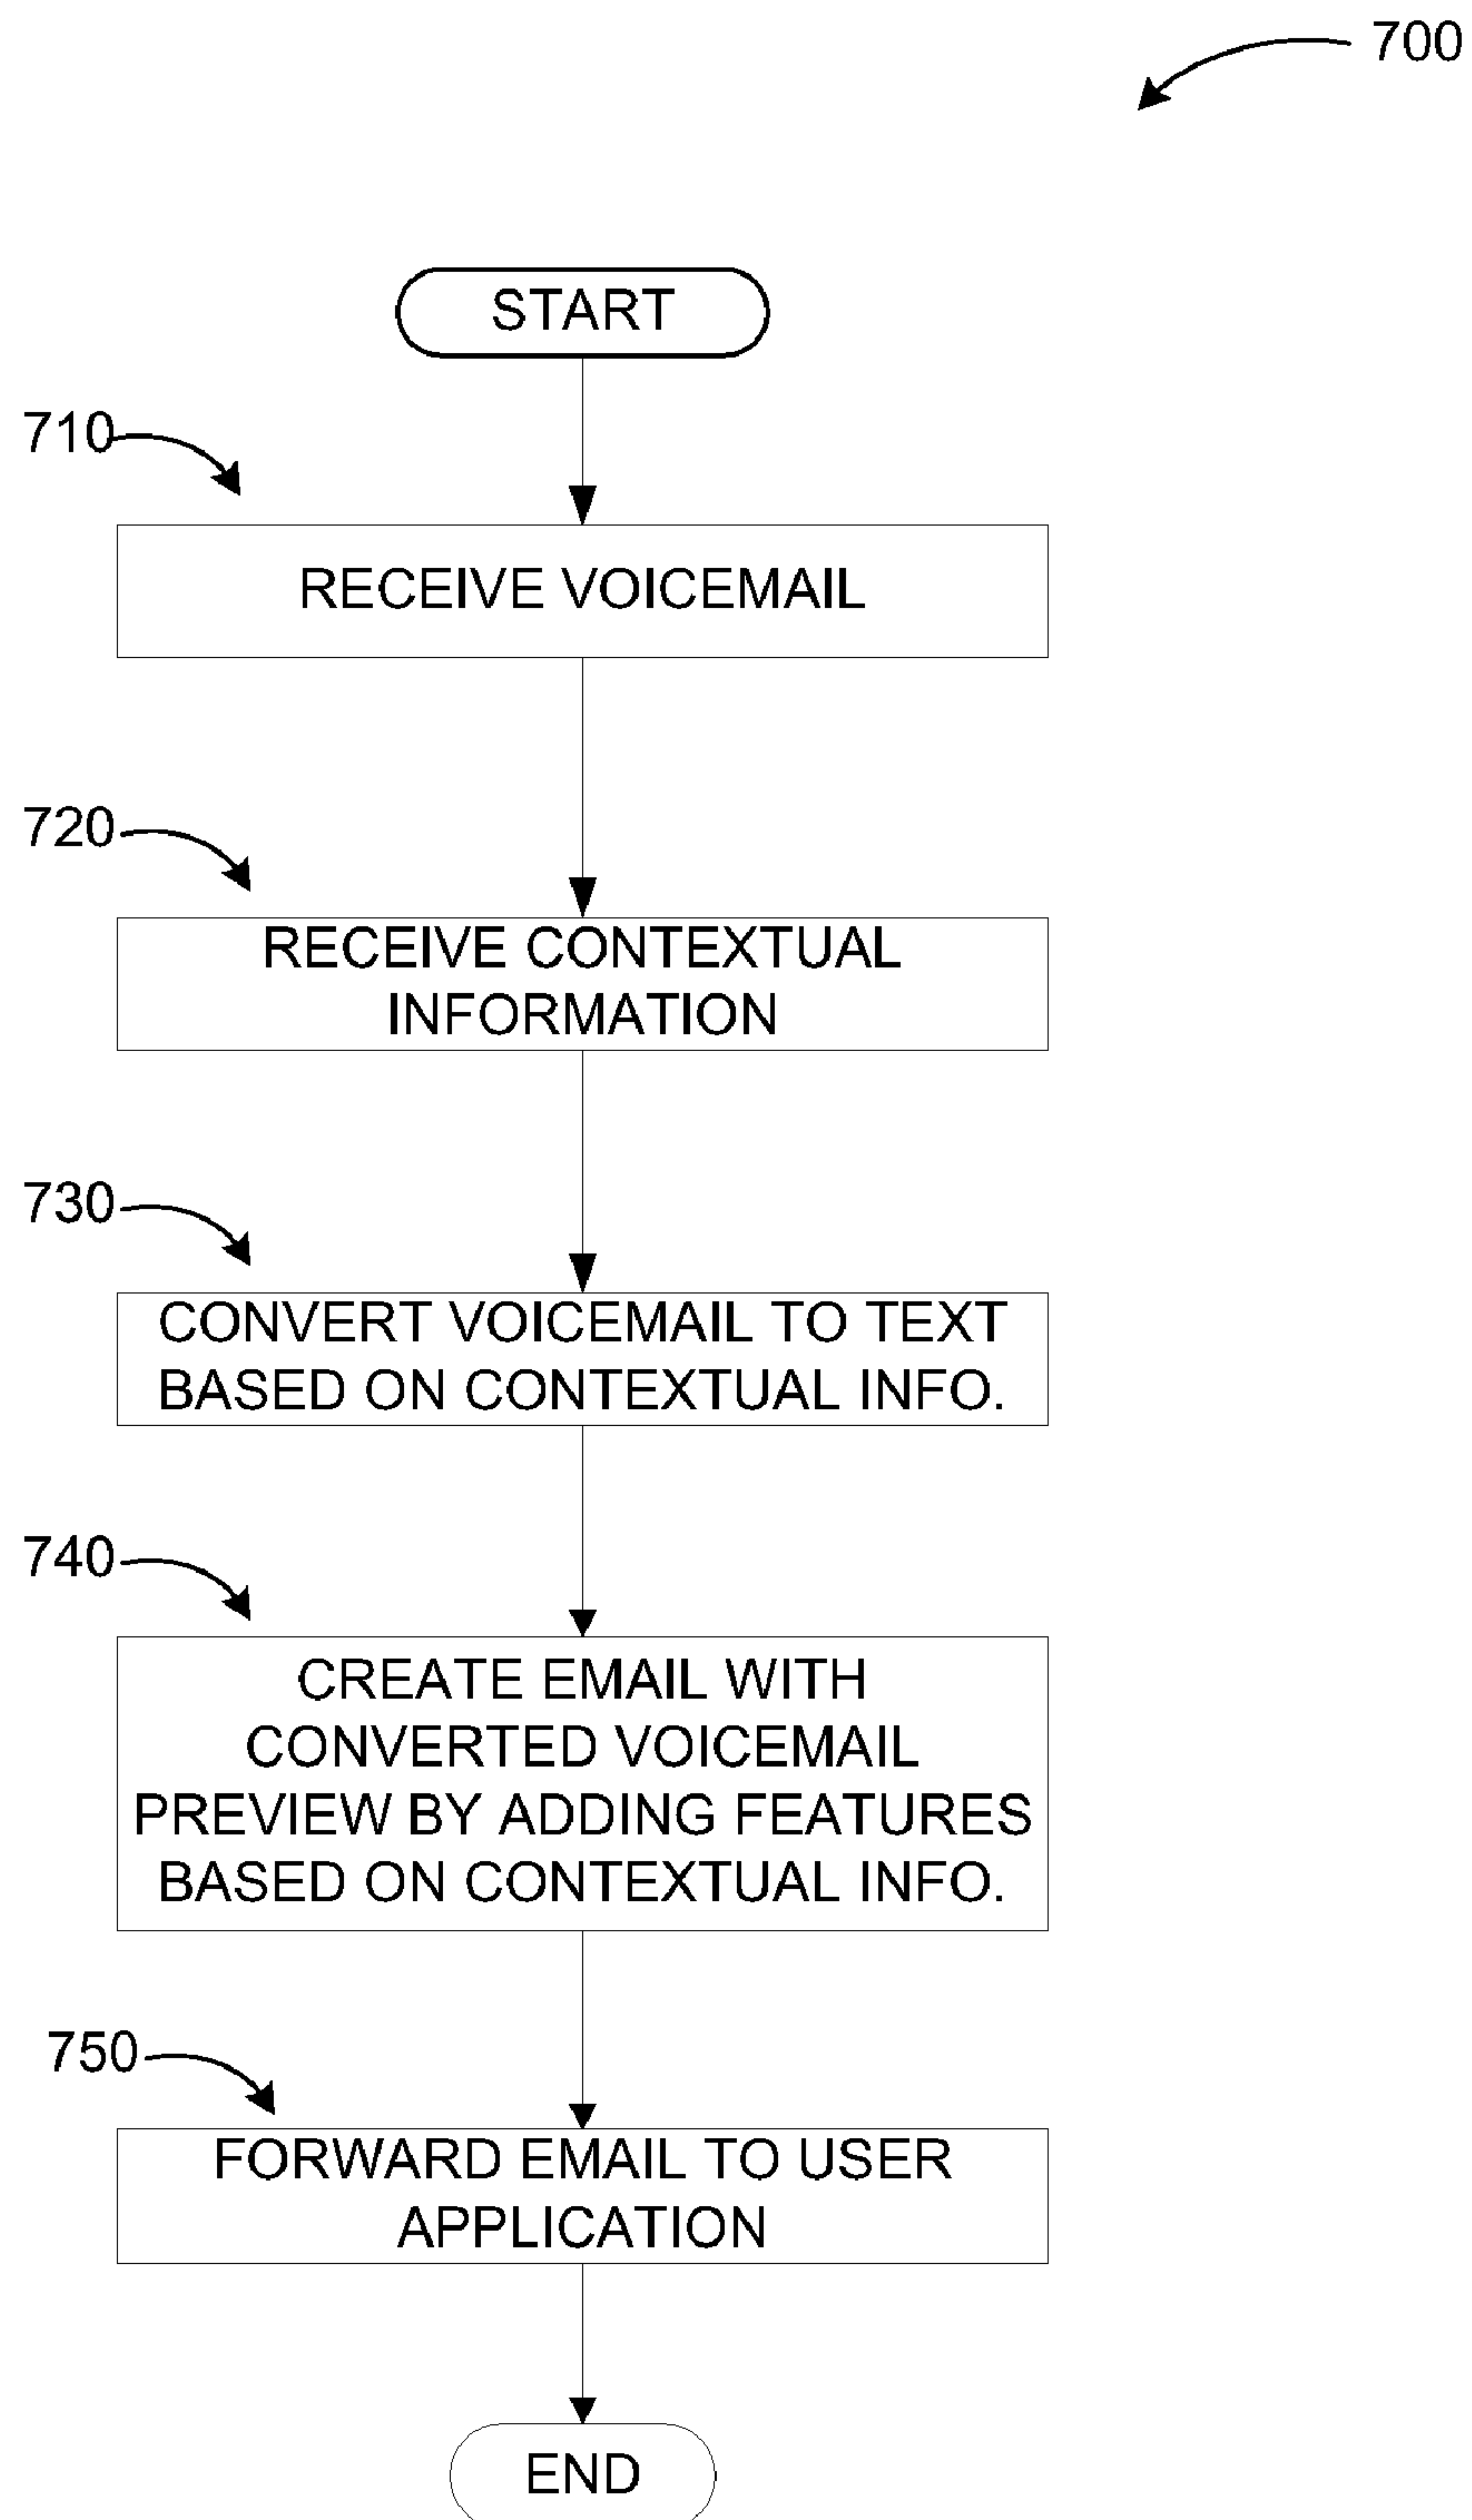 700
START
710
RECEIVE VOICEMAIL
720
RECEIVE CONTEXTUAL
INFORMATION
730
CONVERT VOICEMAIL TO TEXT
BASED ON CONTEXTUAL INFO.
740
CREATE EMAIL WITH
CONVERTED VOICEMAIL
PREVIEW BY ADDING FEATURES
BASED ON CONTEXTUAL INFO.
750
FORWARD EMAIL TO USER
APPLICATION
END